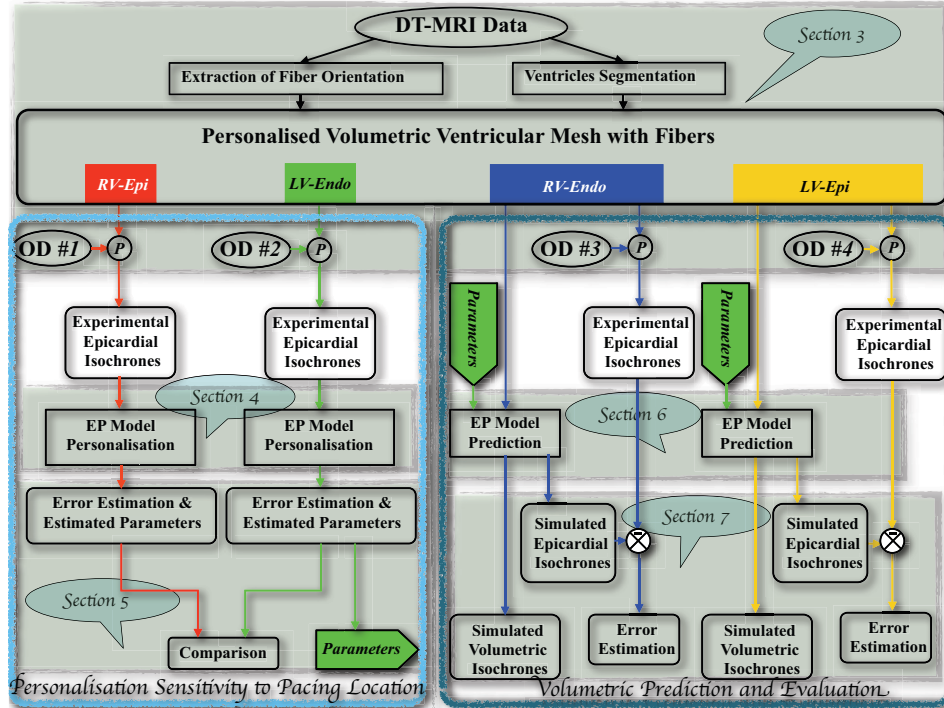 DT-MRI Data
Section 3
Extraction of Fiber Orientation
Ventricles Segmentation
Personalised Volumetric Ventricular Mesh with Fibers
RV-Epi
LV-Endo
RV-Endo
LV-Epi
OD #1
P
OD #2
P
OD #3
P
OD #4
P
Experimental
Epicardial
Isochrones
Experimental
Epicardial
Isochrones
Parameters
Experimental
Epicardial
Isochrones
Parameters
Experimental
Epicardial
Isochrones
Section 4
Section 6
EP Model
Personalisation
EP Model
Personalisation
EP Model
Prediction
EP Model
Prediction
Error Estimation &
Estimated Parameters
Error Estimation &
Estimated Parameters
Section 7
Simulated
Epicardial
Isochrones
Simulated
Epicardial
Isochrones
Section 5
Comparison
Parameters
Simulated
Volumetric
Isochrones
Error
Estimation
Simulated
Volumetric
Isochrones
Error
Estimation
Personalisation Sensitivity to Pacing Location
Volumetric Prediction and Evaluation